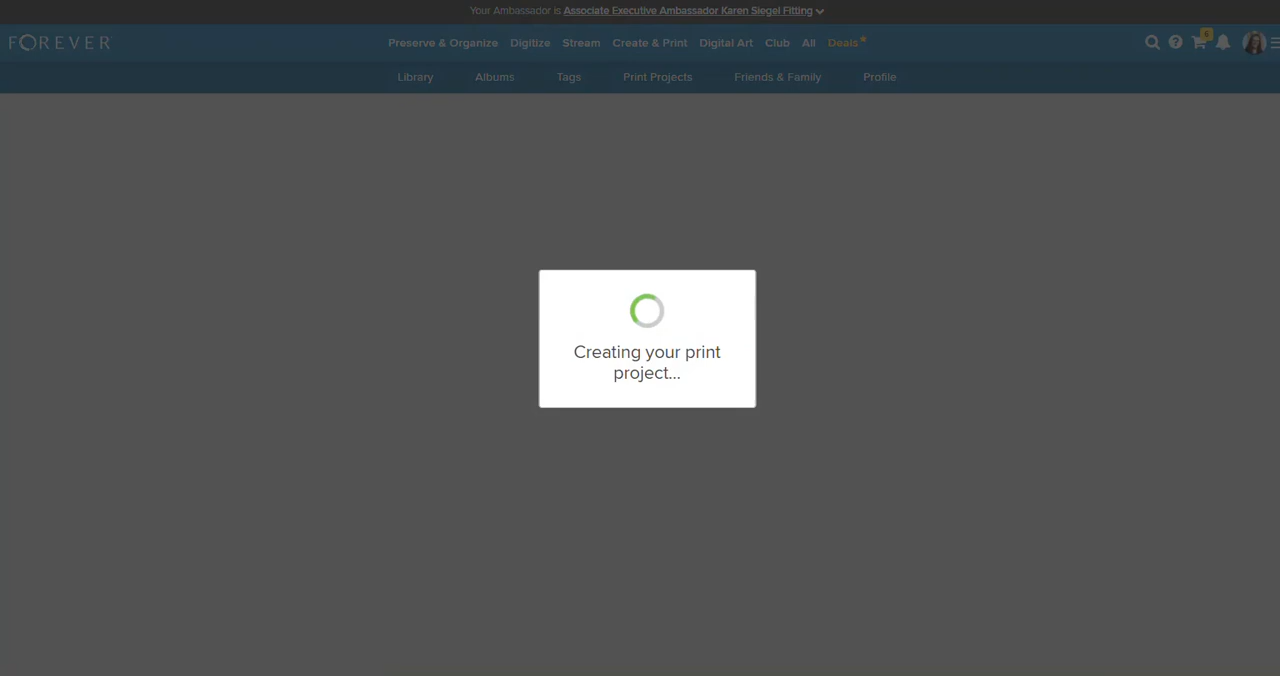 Your Ambassador is Associate Executive Ambassador Karen Siegel Fitting
FOREVER
Preserve & Organize Digitize Stream Create & Print Digital Art Club All Deals*
6
Library Albums Tags Print Projects Friends & Family Profile
Creating your print
project...